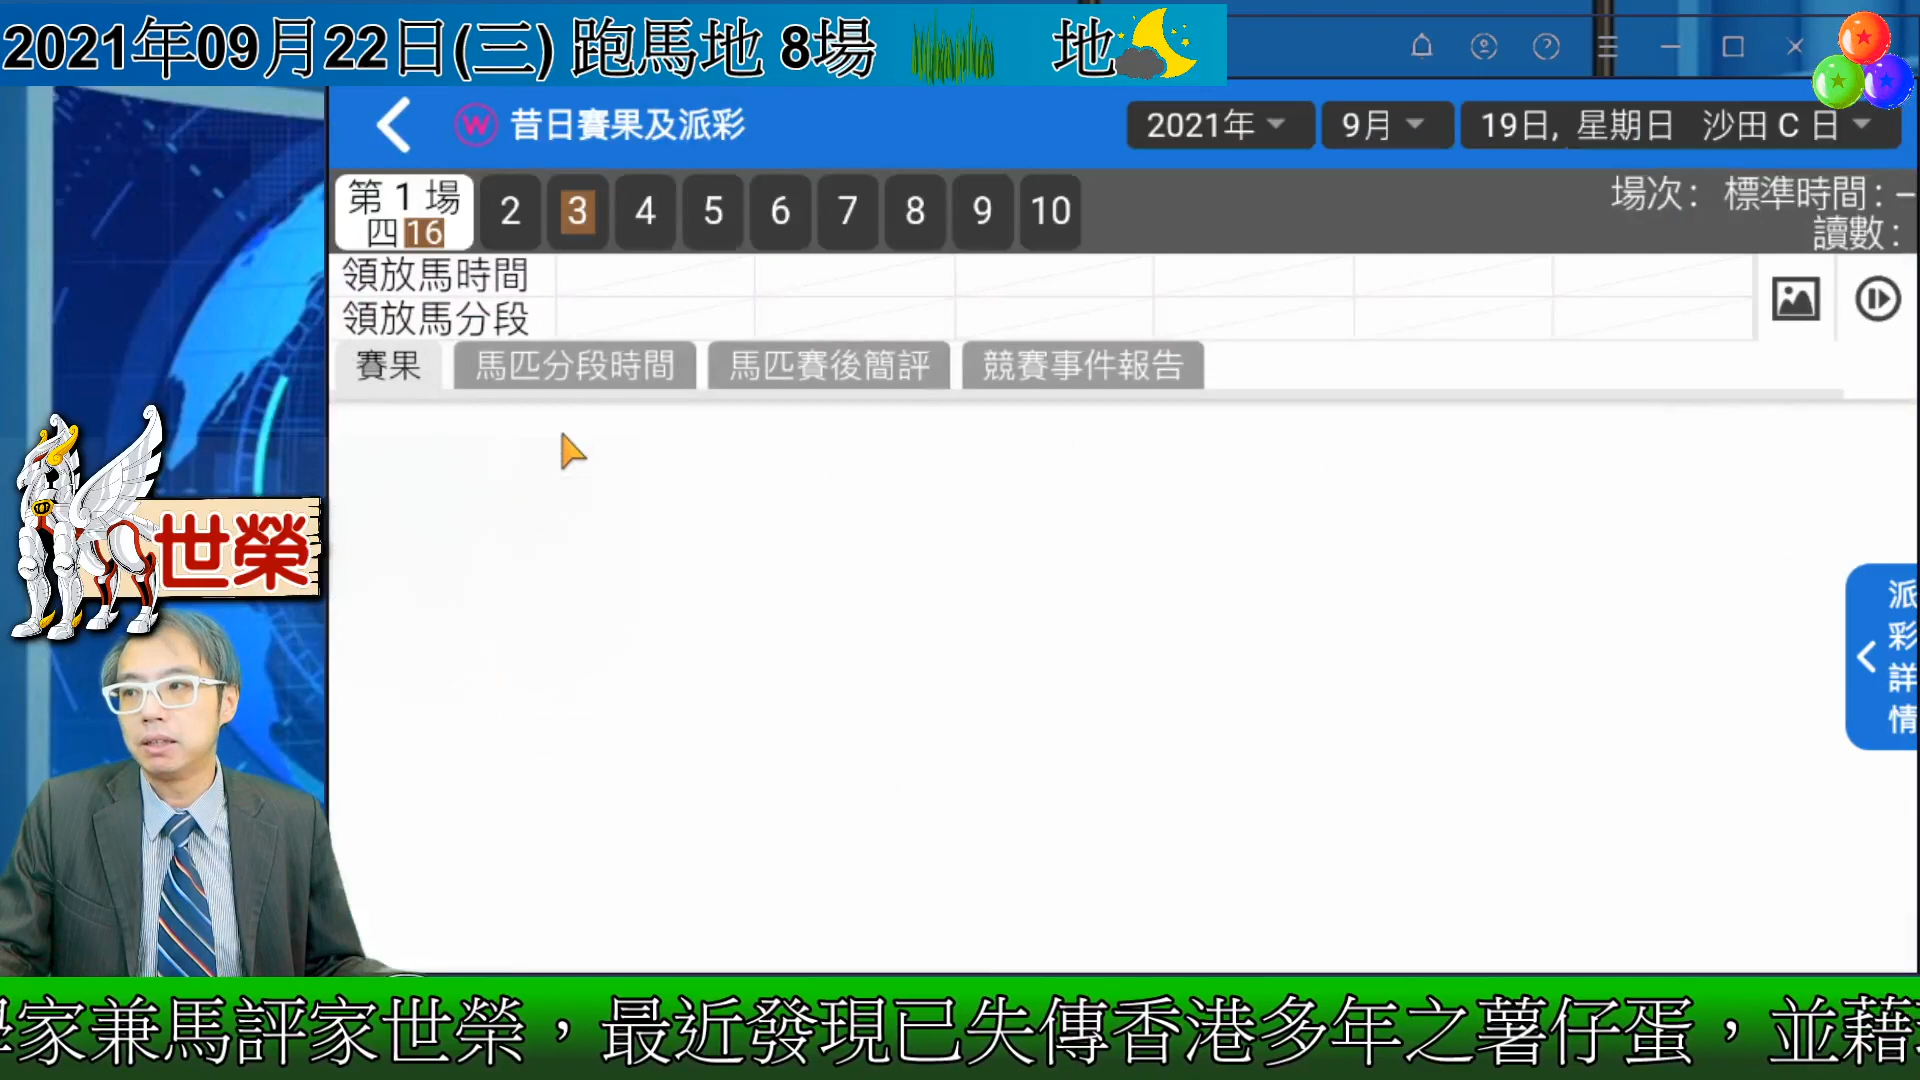 2021年09月22日(三) 跑馬地 8場 地
昔日賽果及派彩
2021年 9月 19日, 星期日 沙田 C 日
第 1 場 2 3 4 5 6 7 8 9 10
四 16
場次: 標準時間: –
讀數:
領放馬時間
領放馬分段
賽果 馬匹分段時間 馬匹賽後簡評 競賽事件報告
世榮
派彩詳情
家兼馬評家世榮，最近發現已失傳香港多年之薯仔蛋，並藉